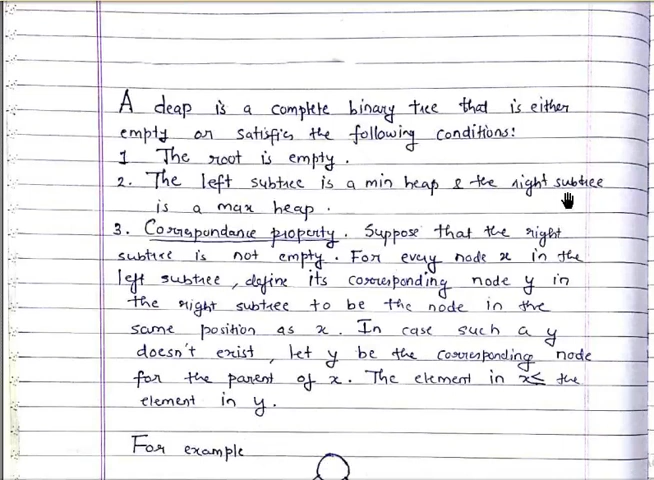 A deap is a complete binary tree that is either
empty or satisfies the following conditions:
1 The root is empty.
2. The left subtree is a min heap & the right subtree
is a max heap.
3. Correspondance property. Suppose that the right
subtree is not empty. For every node x in the
left subtree, define its corresponding node y in
the right subtree to be the node in the
same position as x. In case such a y
doesn't exist, let y be the corresponding node
for the parent of x. The element in x≤ the
element in y.
For example